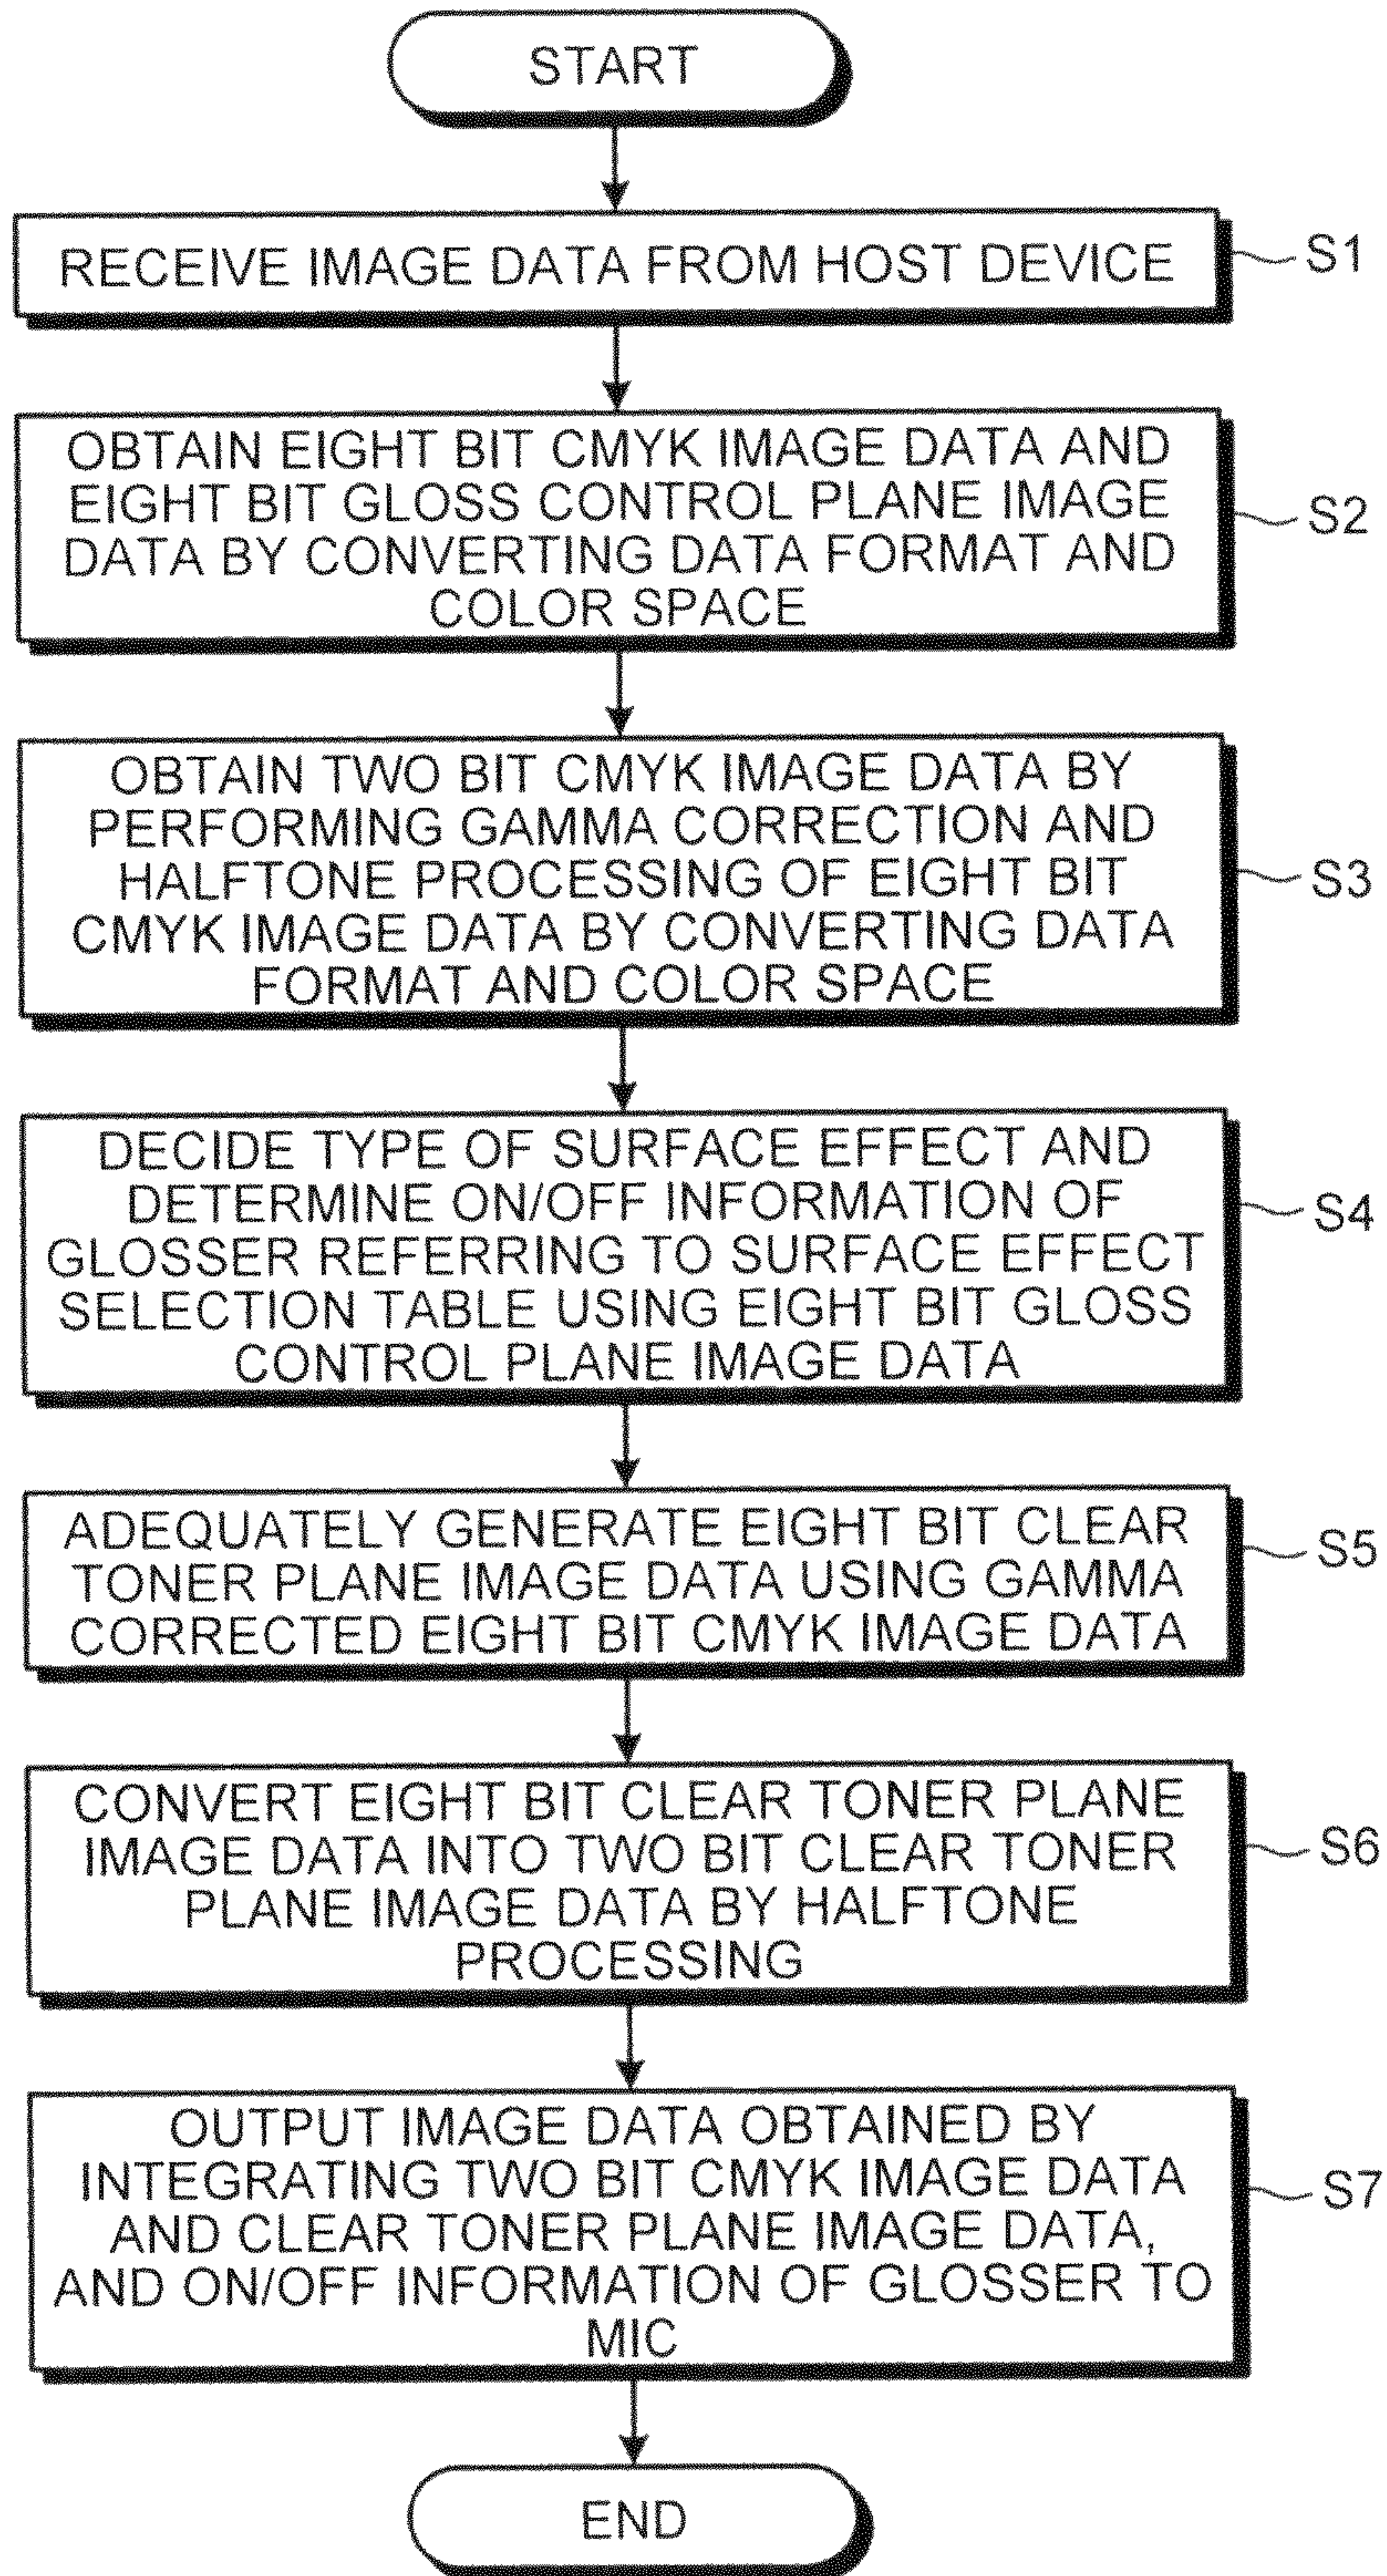 START
RECEIVE IMAGE DATA FROM HOST DEVICE
S1
OBTAIN EIGHT BIT CMYK IMAGE DATA AND
EIGHT BIT GLOSS CONTROL PLANE IMAGE
DATA BY CONVERTING DATA FORMAT AND
COLOR SPACE
S2
OBTAIN TWO BIT CMYK IMAGE DATA BY
PERFORMING GAMMA CORRECTION AND
HALFTONE PROCESSING OF EIGHT BIT
CMYK IMAGE DATA BY CONVERTING DATA
FORMAT AND COLOR SPACE
S3
DECIDE TYPE OF SURFACE EFFECT AND
DETERMINE ON/OFF INFORMATION OF
GLOSSER REFERRING TO SURFACE EFFECT
SELECTION TABLE USING EIGHT BIT GLOSS
CONTROL PLANE IMAGE DATA
S4
ADEQUATELY GENERATE EIGHT BIT CLEAR
TONER PLANE IMAGE DATA USING GAMMA
CORRECTED EIGHT BIT CMYK IMAGE DATA
S5
CONVERT EIGHT BIT CLEAR TONER PLANE
IMAGE DATA INTO TWO BIT CLEAR TONER
PLANE IMAGE DATA BY HALFTONE
PROCESSING
S6
OUTPUT IMAGE DATA OBTAINED BY
INTEGRATING TWO BIT CMYK IMAGE DATA
AND CLEAR TONER PLANE IMAGE DATA,
AND ON/OFF INFORMATION OF GLOSSER TO
MIC
S7
END